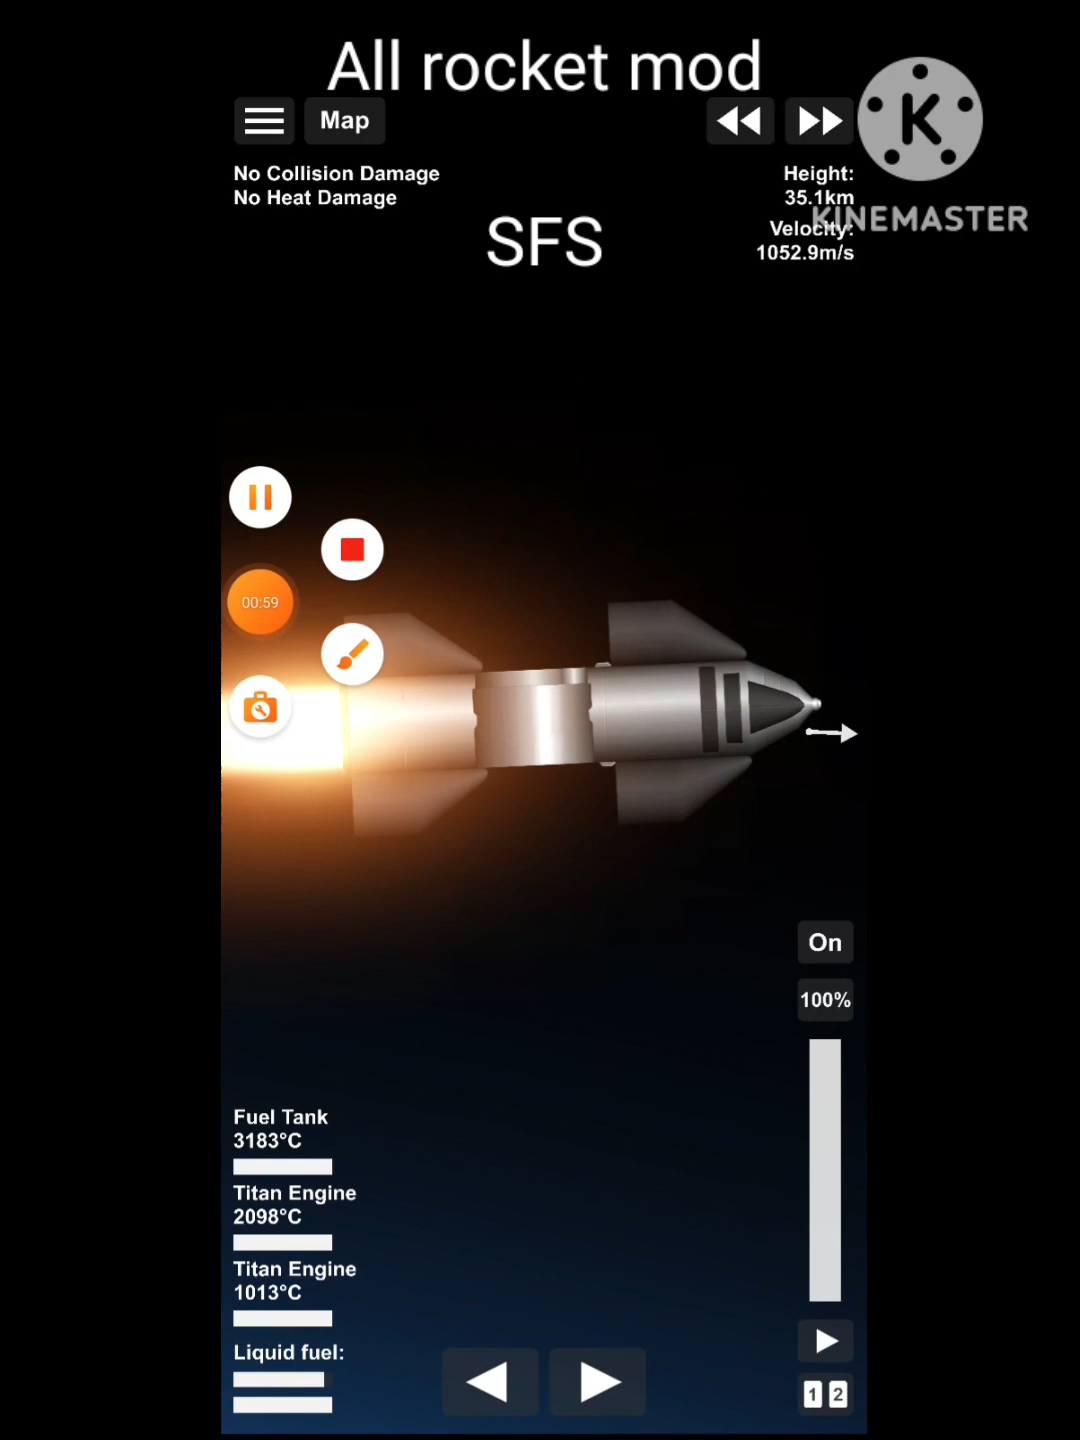 All rocket mod
Map
No Collision Damage
No Heat Damage
Height:
35.1km
Velocity:
1052.9m/s
K
KINEMASTER
SFS
00:59
On
100%
Fuel Tank
3183°C
Titan Engine
2098°C
Titan Engine
1013°C
Liquid fuel:
1 2